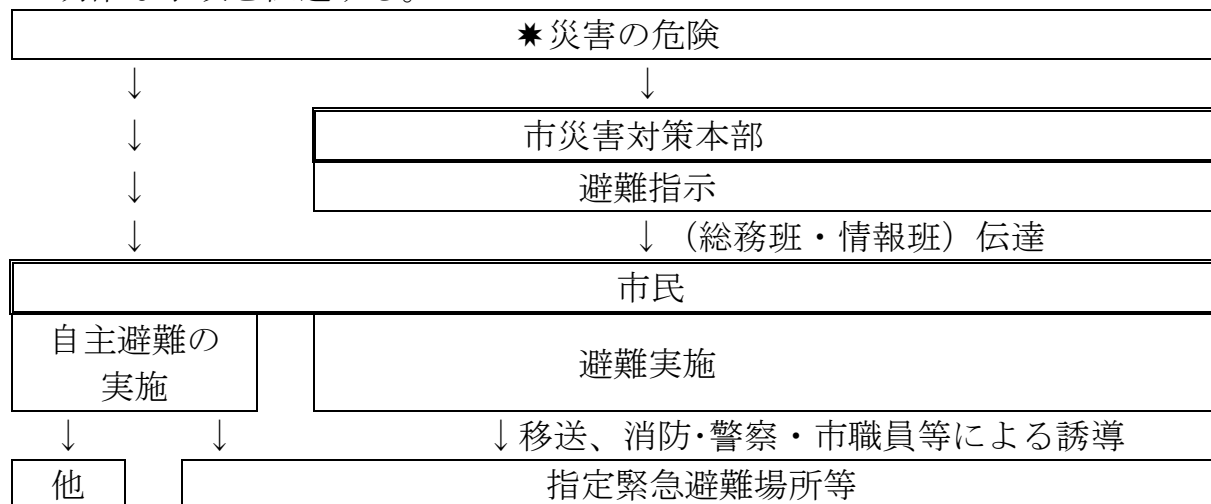 ✷災害の危険
↓ ↓
↓ 市災害対策本部
↓ 避難指示
↓ ↓（総務班・情報班）伝達
市民
自主避難の
実施
避難実施
↓ ↓ ↓移送、消防･警察・市職員等による誘導
他 指定緊急避難場所等